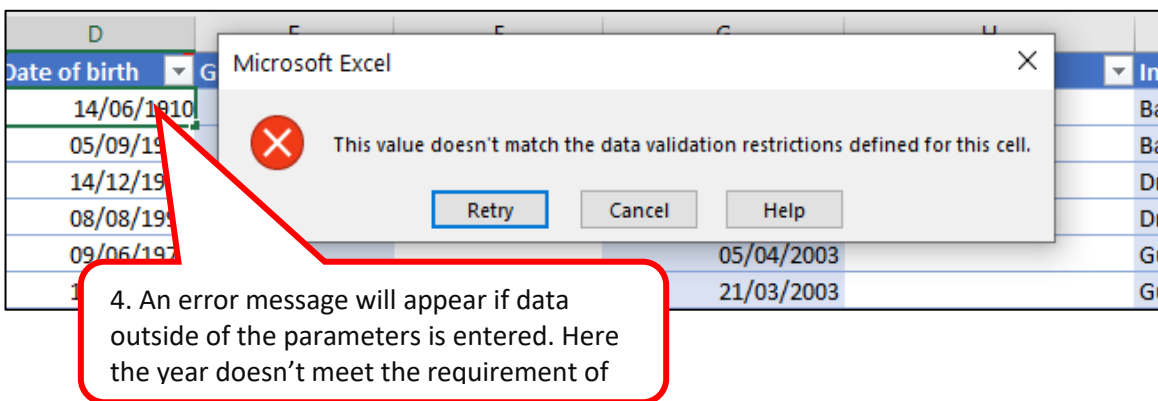 D
Date of birth
Microsoft Excel
This value doesn't match the data validation restrictions defined for this cell.
Retry Cancel Help
14/06/1910
05/09/19
14/12/19
08/08/199
09/06/197 05/04/2003
21/03/2003
4. An error message will appear if data
outside of the parameters is entered. Here
the year doesn’t meet the requirement of